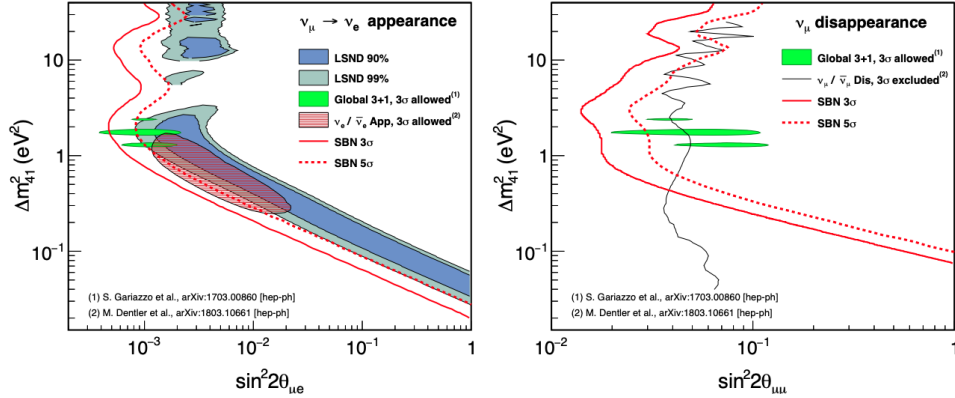 νμ → νe appearance
LSND 90%
LSND 99%
Global 3+1, 3σ allowed(1)
νe / ν̅e App, 3σ allowed(2)
SBN 3σ
SBN 5σ
10
1
10−1
Δm²41 (eV²)
(1) S. Gariazzo et al., arXiv:1703.00860 [hep-ph]
(2) M. Dentler et al., arXiv:1803.10661 [hep-ph]
10−3
10−2
10−1
1
sin²2θμe
νμ disappearance
Global 3+1, 3σ allowed(1)
νμ / ν̅μ Dis, 3σ excluded(2)
SBN 3σ
SBN 5σ
10
1
10−1
Δm²41 (eV²)
(1) S. Gariazzo et al., arXiv:1703.00860 [hep-ph]
(2) M. Dentler et al., arXiv:1803.10661 [hep-ph]
10−2
10−1
1
sin²2θμμ